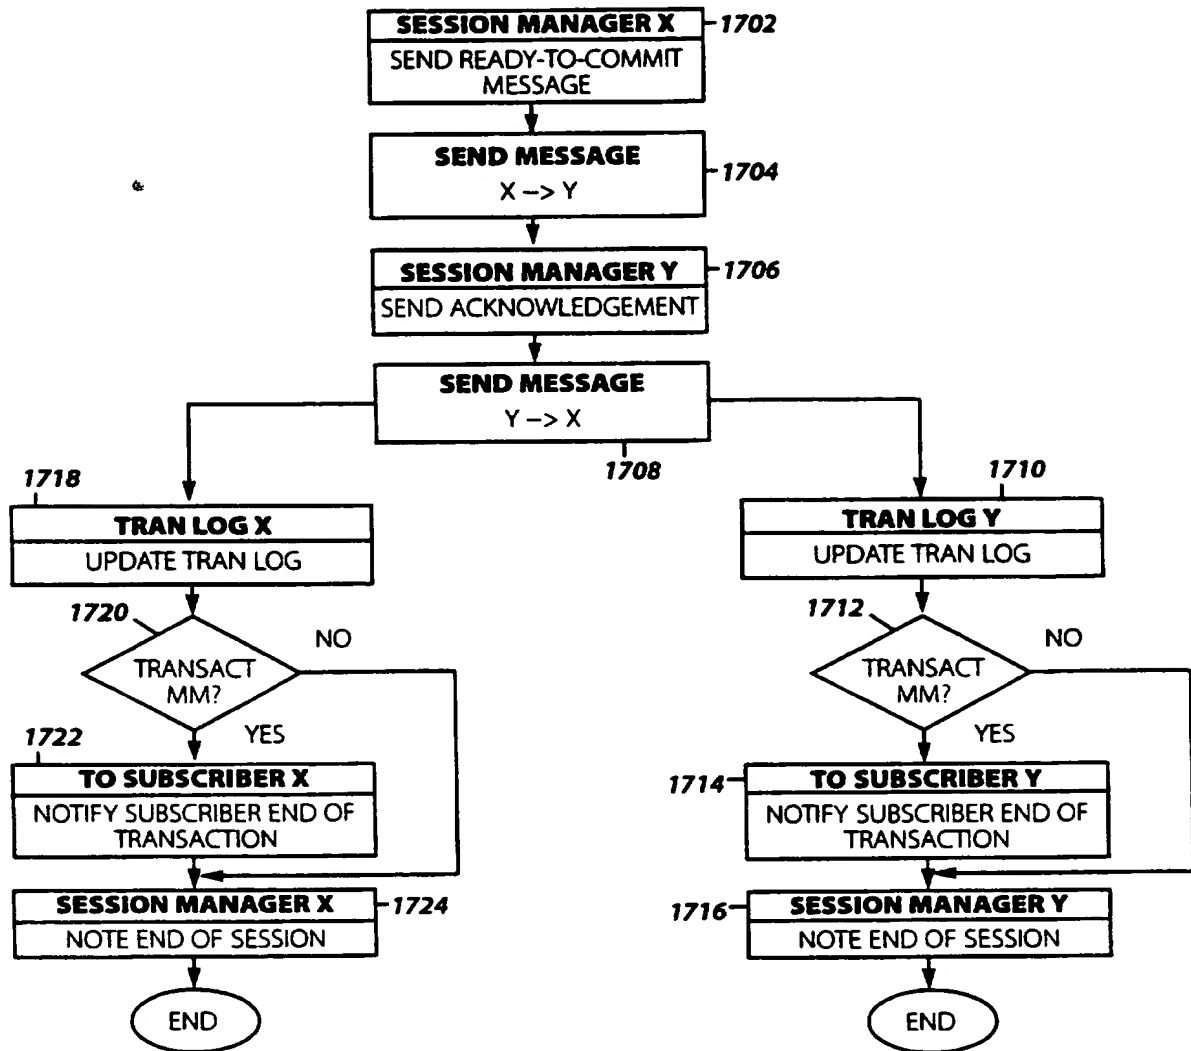 SESSION MANAGER X
1702
SEND READY-TO-COMMIT
MESSAGE
SEND MESSAGE
1704
X –> Y
SESSION MANAGER Y
1706
SEND ACKNOWLEDGEMENT
SEND MESSAGE
Y –> X
1708
1718
TRAN LOG X
UPDATE TRAN LOG
1720
NO
TRANSACT
MM?
YES
1722
TO SUBSCRIBER X
NOTIFY SUBSCRIBER END OF
TRANSACTION
SESSION MANAGER X
1724
NOTE END OF SESSION
END
1710
TRAN LOG Y
UPDATE TRAN LOG
1712
NO
TRANSACT
MM?
YES
1714
TO SUBSCRIBER Y
NOTIFY SUBSCRIBER END OF
TRANSACTION
1716
SESSION MANAGER Y
NOTE END OF SESSION
END